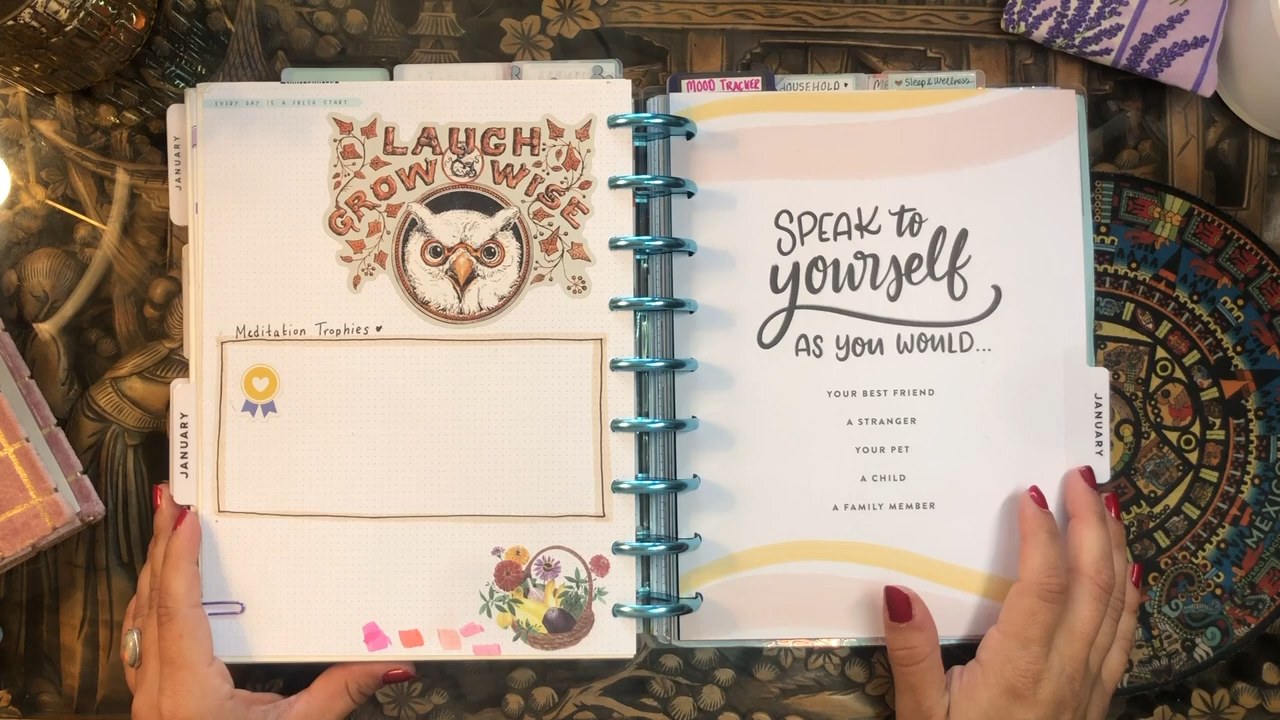 MOOD TRACKER
HOUSEHOLD
Sleep & Wellness
EVERY DAY IS A FRESH START
LAUGH
GROW & WISE
Meditation Trophies
JANUARY
JANUARY
SPEAK to
yourself
AS you WOULD...
YOUR BEST FRIEND
A STRANGER
YOUR PET
A CHILD
A FAMILY MEMBER
JANUARY
MEXICO